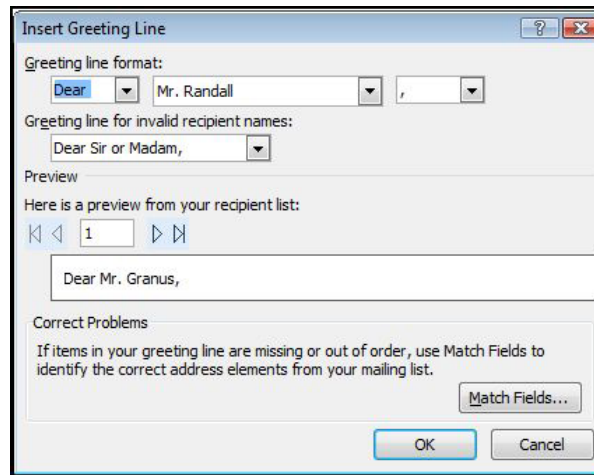 Insert Greeting Line
Greeting line format:
Dear Mr. Randall ,
Greeting line for invalid recipient names:
Dear Sir or Madam,
Preview
Here is a preview from your recipient list:
1
Dear Mr. Granus,
Correct Problems
If items in your greeting line are missing or out of order, use Match Fields to
identify the correct address elements from your mailing list.
Match Fields...
OK Cancel